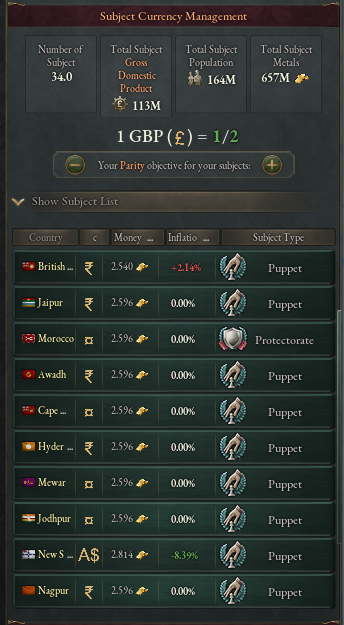 Subject Currency Management
Number of Subject
34.0
Total Subject Gross Domestic Product
113M
Total Subject Population
164M
Total Subject Metals
657M
1 GBP (£) = 1/2
Your Parity objective for your subjects:
Show Subject List
Country c Money ... Inflatio ... Subject Type
British ... ₹ 2.540 +2.14% Puppet
Jaipur ₹ 2.596 0.00% Puppet
Morocco ¤ 2.596 0.00% Protectorate
Awadh ₹ 2.596 0.00% Puppet
Cape ... ¤ 2.596 0.00% Puppet
Hyder ... ₹ 2.596 0.00% Puppet
Mewar ¤ 2.596 0.00% Puppet
Jodhpur ¤ 2.596 0.00% Puppet
New S ... A$ 2.814 -8.39% Puppet
Nagpur ₹ 2.596 0.00% Puppet